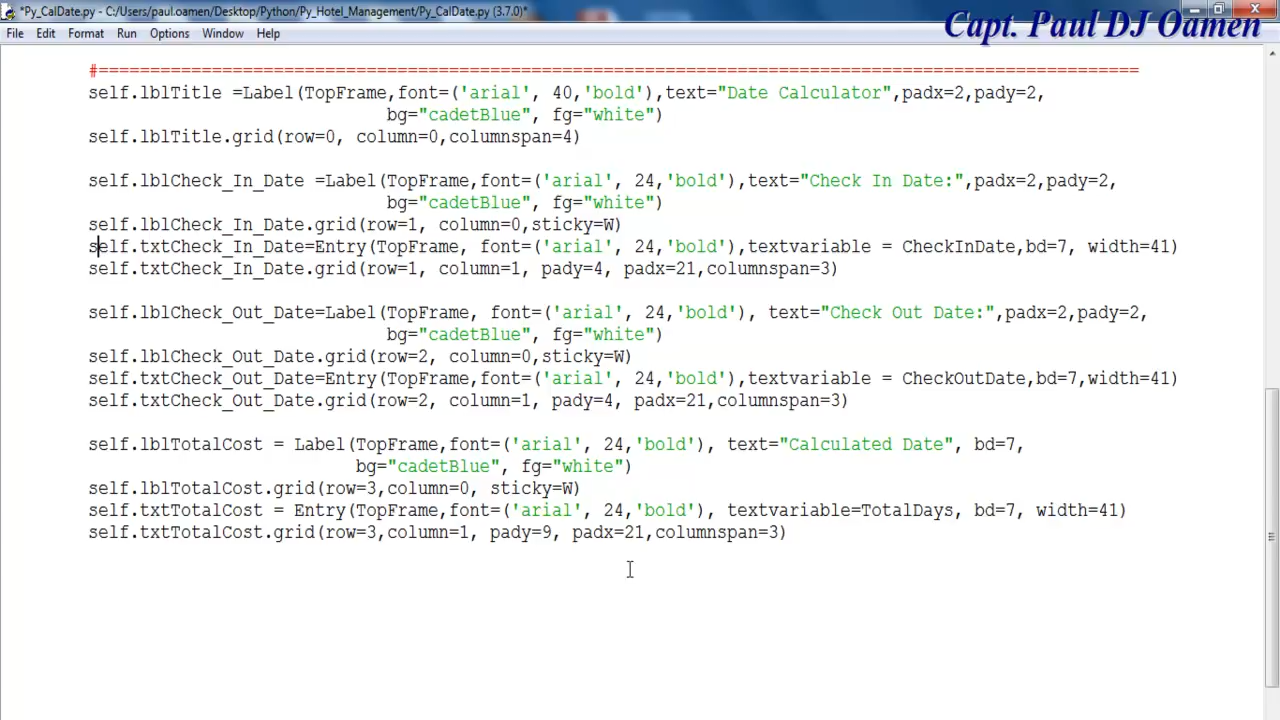 *Py_CalDate.py - C:/Users/paul.oamen/Desktop/Python/Py_Hotel_Management/Py_CalDate.py (3.7.0)*
Capt. Paul DJ Oamen
File Edit Format Run Options Window Help
#=====================================================================================================
self.lblTitle =Label(TopFrame,font=('arial', 40,'bold'),text="Date Calculator",padx=2,pady=2,
bg="cadetBlue", fg="white")
self.lblTitle.grid(row=0, column=0,columnspan=4)
self.lblCheck_In_Date =Label(TopFrame,font=('arial', 24,'bold'),text="Check In Date:",padx=2,pady=2,
bg="cadetBlue", fg="white")
self.lblCheck_In_Date.grid(row=1, column=0,sticky=W)
self.txtCheck_In_Date=Entry(TopFrame, font=('arial', 24,'bold'),textvariable = CheckInDate,bd=7, width=41)
self.txtCheck_In_Date.grid(row=1, column=1, pady=4, padx=21,columnspan=3)
self.lblCheck_Out_Date=Label(TopFrame, font=('arial', 24,'bold'), text="Check Out Date:",padx=2,pady=2,
bg="cadetBlue", fg="white")
self.lblCheck_Out_Date.grid(row=2, column=0,sticky=W)
self.txtCheck_Out_Date=Entry(TopFrame,font=('arial', 24,'bold'),textvariable = CheckOutDate,bd=7,width=41)
self.txtCheck_Out_Date.grid(row=2, column=1, pady=4, padx=21,columnspan=3)
self.lblTotalCost = Label(TopFrame,font=('arial', 24,'bold'), text="Calculated Date", bd=7,
bg="cadetBlue", fg="white")
self.lblTotalCost.grid(row=3,column=0, sticky=W)
self.txtTotalCost = Entry(TopFrame,font=('arial', 24,'bold'), textvariable=TotalDays, bd=7, width=41)
self.txtTotalCost.grid(row=3,column=1, pady=9, padx=21,columnspan=3)